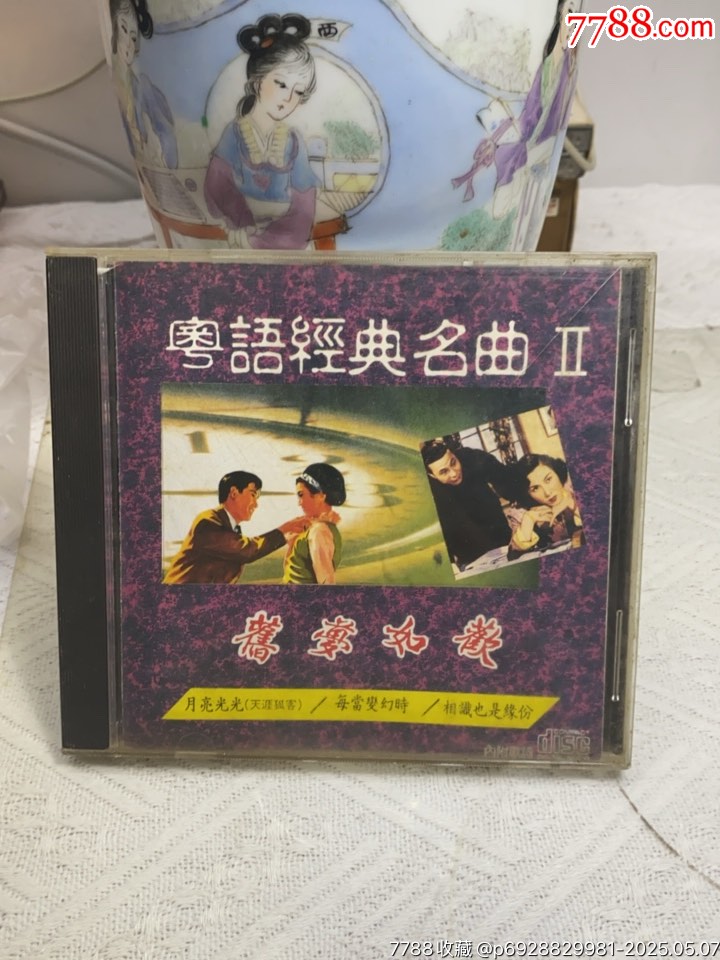 7788.com
西
粵語經典名曲 II
舊夢如歡
月亮光光(天涯孤客) / 每當變幻時 / 相識也是緣份
disc
7788收藏 @p6928829981-2025.05.07